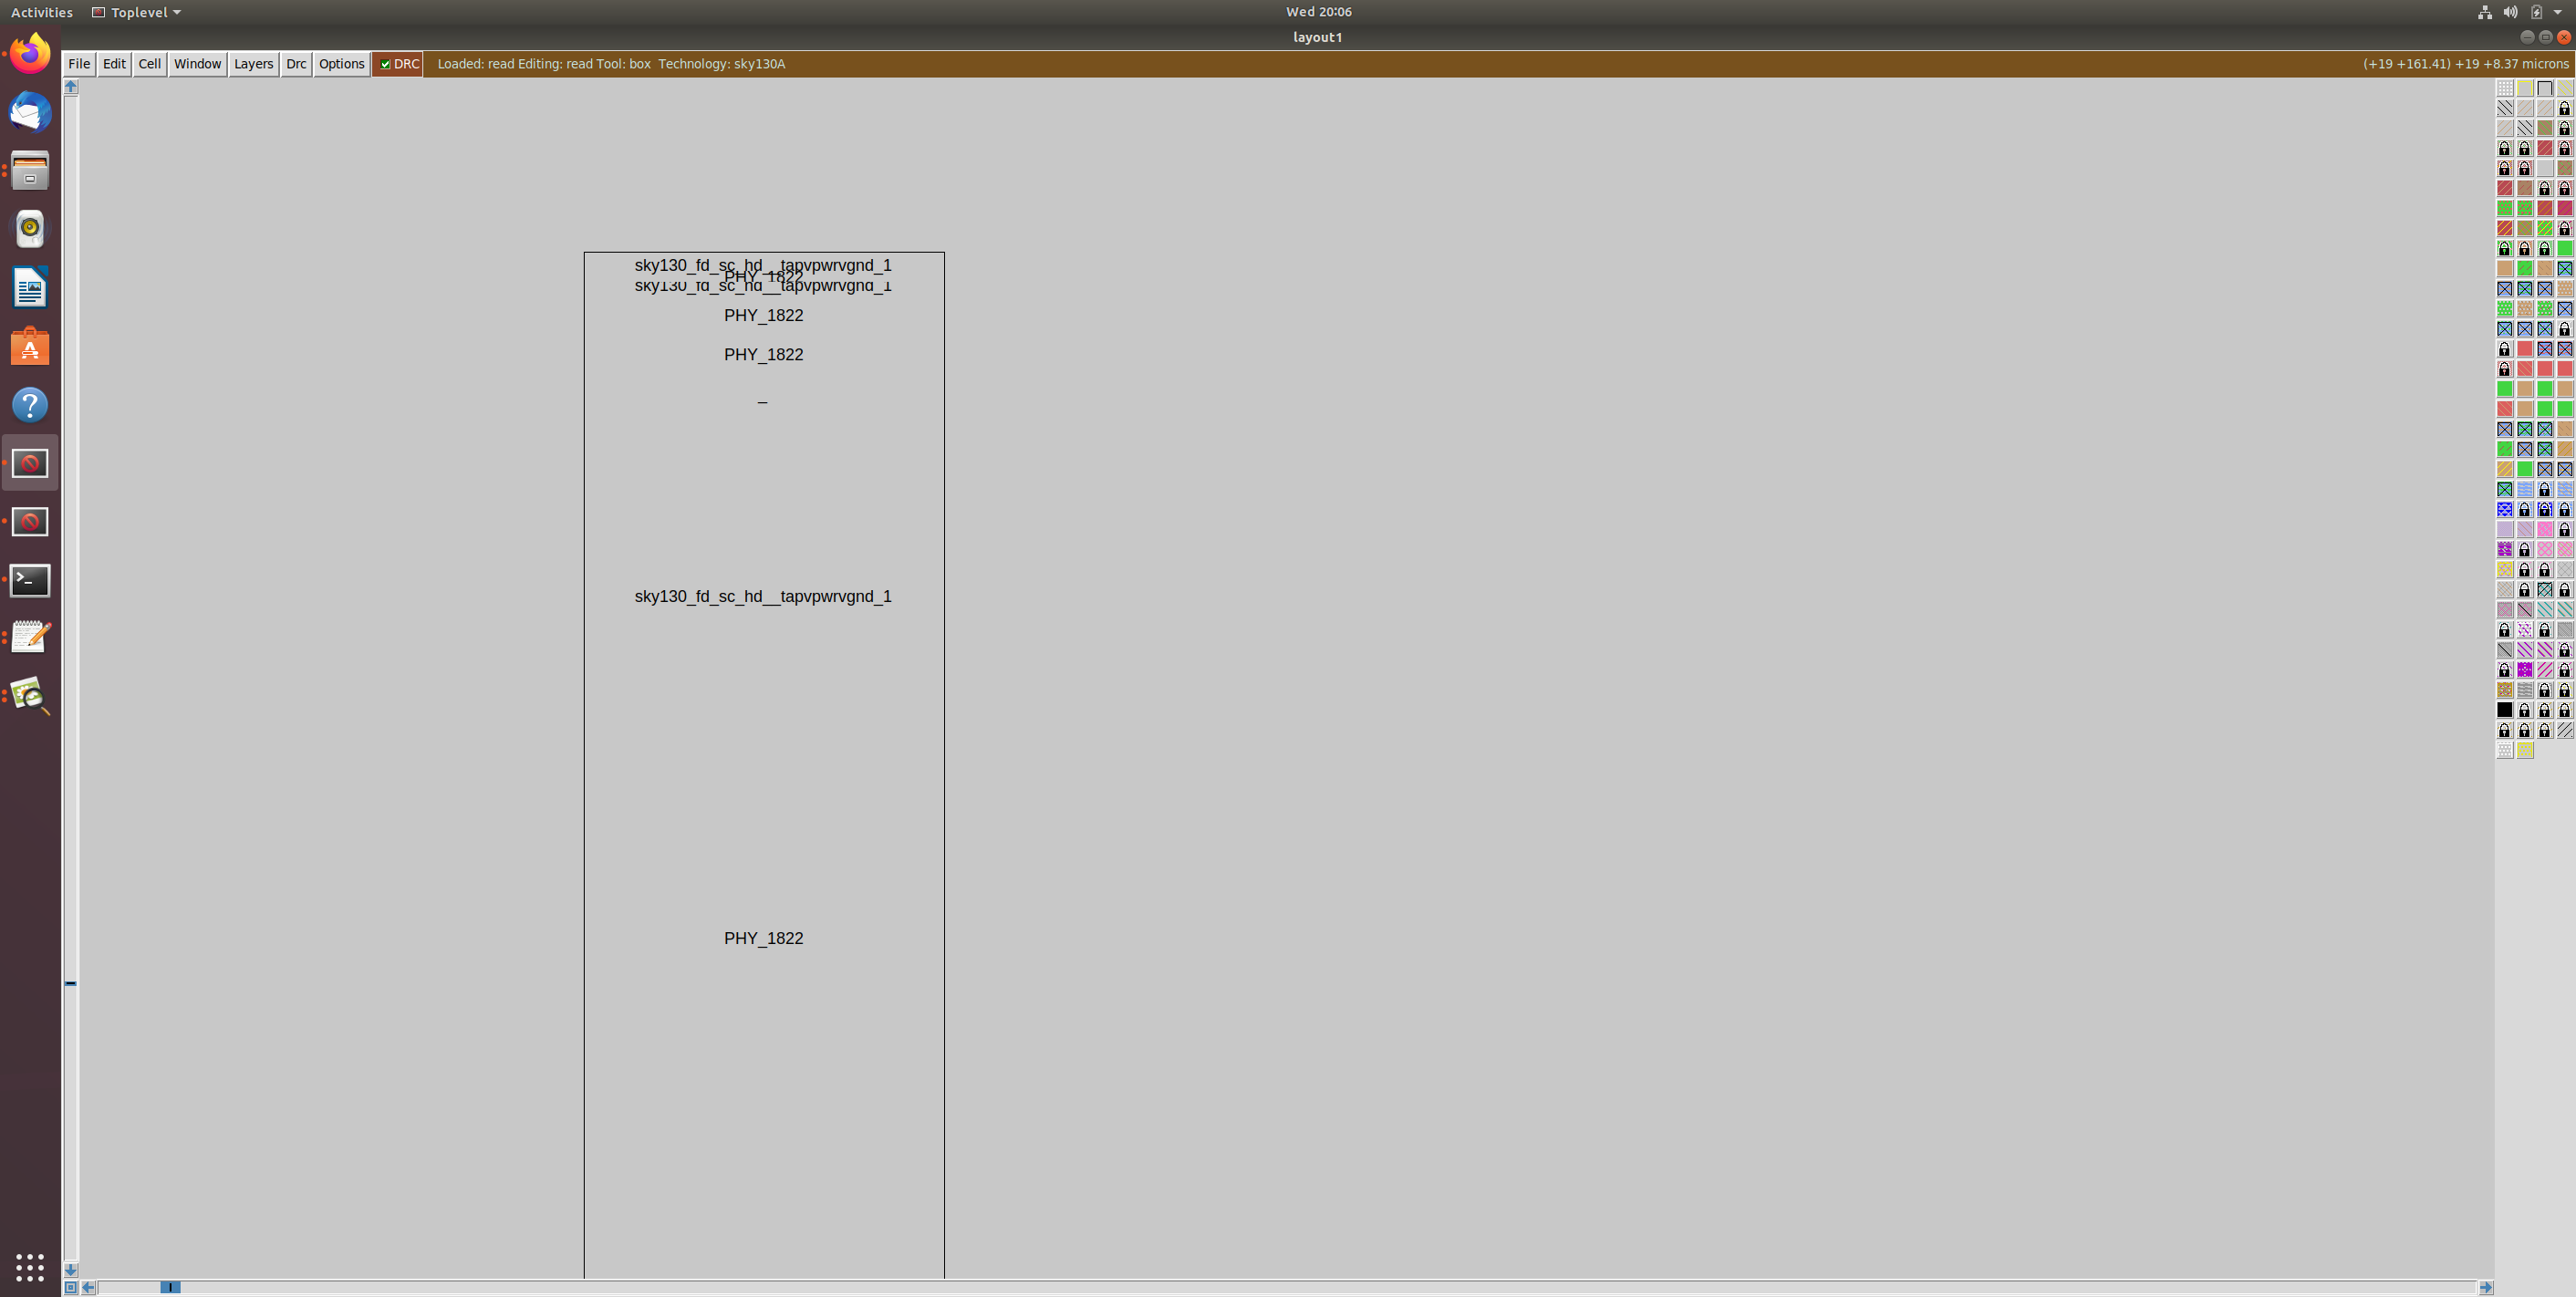 Activities Toplevel Wed 20:06
layout1
File Edit Cell Window Layers Drc Options DRC Loaded: read Editing: read Tool: box Technology: sky130A (+19 +161.41) +19 +8.37 microns
sky130_fd_sc_hd__tapvpwrvgnd_1
PHY_1822
sky130_fd_sc_hd__tapvpwrvgnd_1
PHY_1822
PHY_1822
_
sky130_fd_sc_hd__tapvpwrvgnd_1
PHY_1822